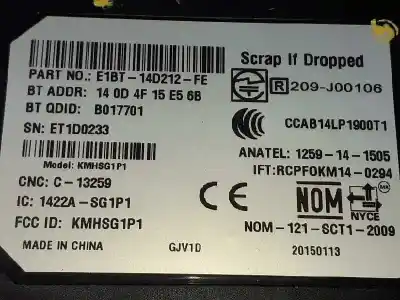 Scrap If Dropped
PART NO.: E1BT-14D212-FE
BT ADDR: 14 0D 4F 15 E5 6B
BT QDID: B017701
SN: ET1D0233
Model: KMHSG1P1
CNC: C-13259
IC: 1422A-SG1P1
FCC ID: KMHSG1P1
MADE IN CHINA
GJV1D
R 209-J00106
CCAB14LP1900T1
ANATEL: 1259-14-1505
IFT:RCPFOKM14-0294
CE
NOM
MR
NYCE
NOM-121-SCT1-2009
20150113